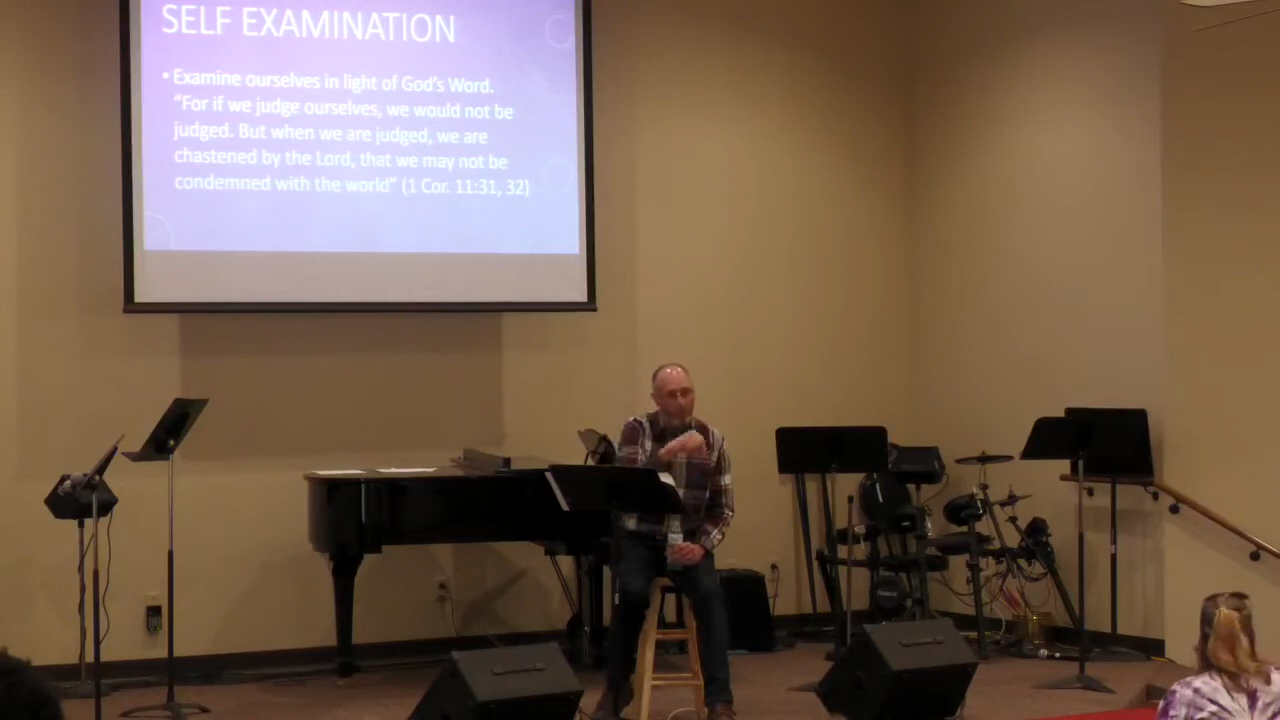 SELF EXAMINATION
• Examine ourselves in light of God's Word.
“For if we judge ourselves, we would not be
judged. But when we are judged, we are
chastened by the Lord, that we may not be
condemned with the world” (1 Cor. 11:31, 32)